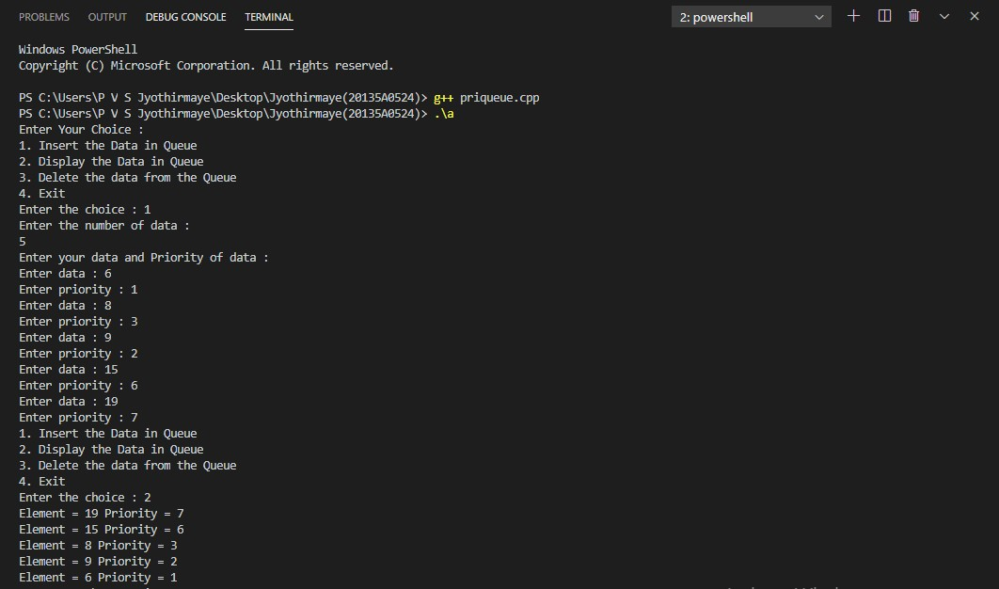 PROBLEMS OUTPUT DEBUG CONSOLE TERMINAL 2: powershell
Windows PowerShell
Copyright (C) Microsoft Corporation. All rights reserved.
PS C:\Users\P V S Jyothirmaye\Desktop\Jyothirmaye(20135A0524)> g++ priqueue.cpp
PS C:\Users\P V S Jyothirmaye\Desktop\Jyothirmaye(20135A0524)> .\a
Enter Your Choice :
1. Insert the Data in Queue
2. Display the Data in Queue
3. Delete the data from the Queue
4. Exit
Enter the choice : 1
Enter the number of data :
5
Enter your data and Priority of data :
Enter data : 6
Enter priority : 1
Enter data : 8
Enter priority : 3
Enter data : 9
Enter priority : 2
Enter data : 15
Enter priority : 6
Enter data : 19
Enter priority : 7
1. Insert the Data in Queue
2. Display the Data in Queue
3. Delete the data from the Queue
4. Exit
Enter the choice : 2
Element = 19 Priority = 7
Element = 15 Priority = 6
Element = 8 Priority = 3
Element = 9 Priority = 2
Element = 6 Priority = 1